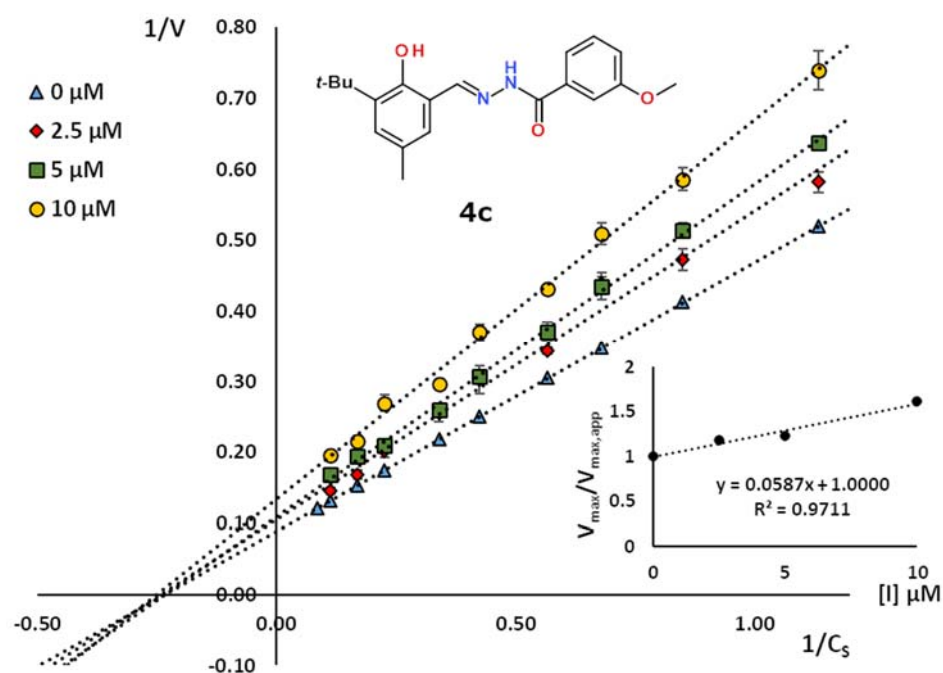 1/V
0.80
0.70
0.60
0.50
0.40
0.30
0.20
0.10
0.00
-0.10
-0.50
0.00
0.50
1.00
1/Cs
0 µM
2.5 µM
5 µM
10 µM
OH
t-Bu
N
H
N
O
O
4c
Vmax/Vmax,app
2
1.5
1
0.5
0
y = 0.0587x + 1.0000
R² = 0.9711
0
5
10
[I] µM